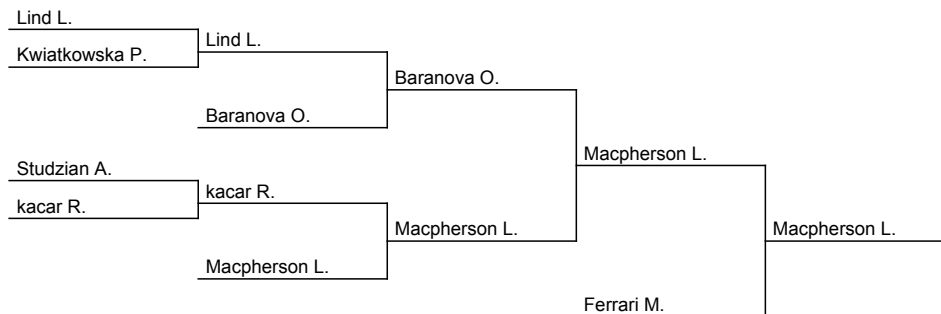 Lind L.
Kwiatkowska P.
Lind L.
Baranova O.
Baranova O.
Studzian A.
kacar R.
kacar R.
Macpherson L.
Macpherson L.
Macpherson L.
Ferrari M.
Macpherson L.